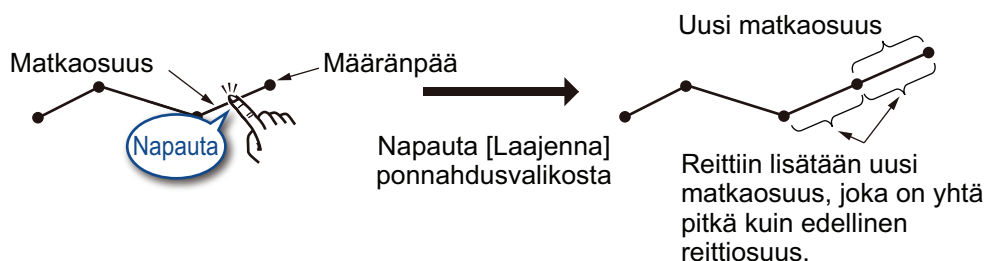 Matkaosuus
Määränpää
Napauta
Napauta [Laajenna]
ponnahdusvalikosta
Uusi matkaosuus
Reittiin lisätään uusi
matkaosuus, joka on yhtä
pitkä kuin edellinen
reittiosuus.